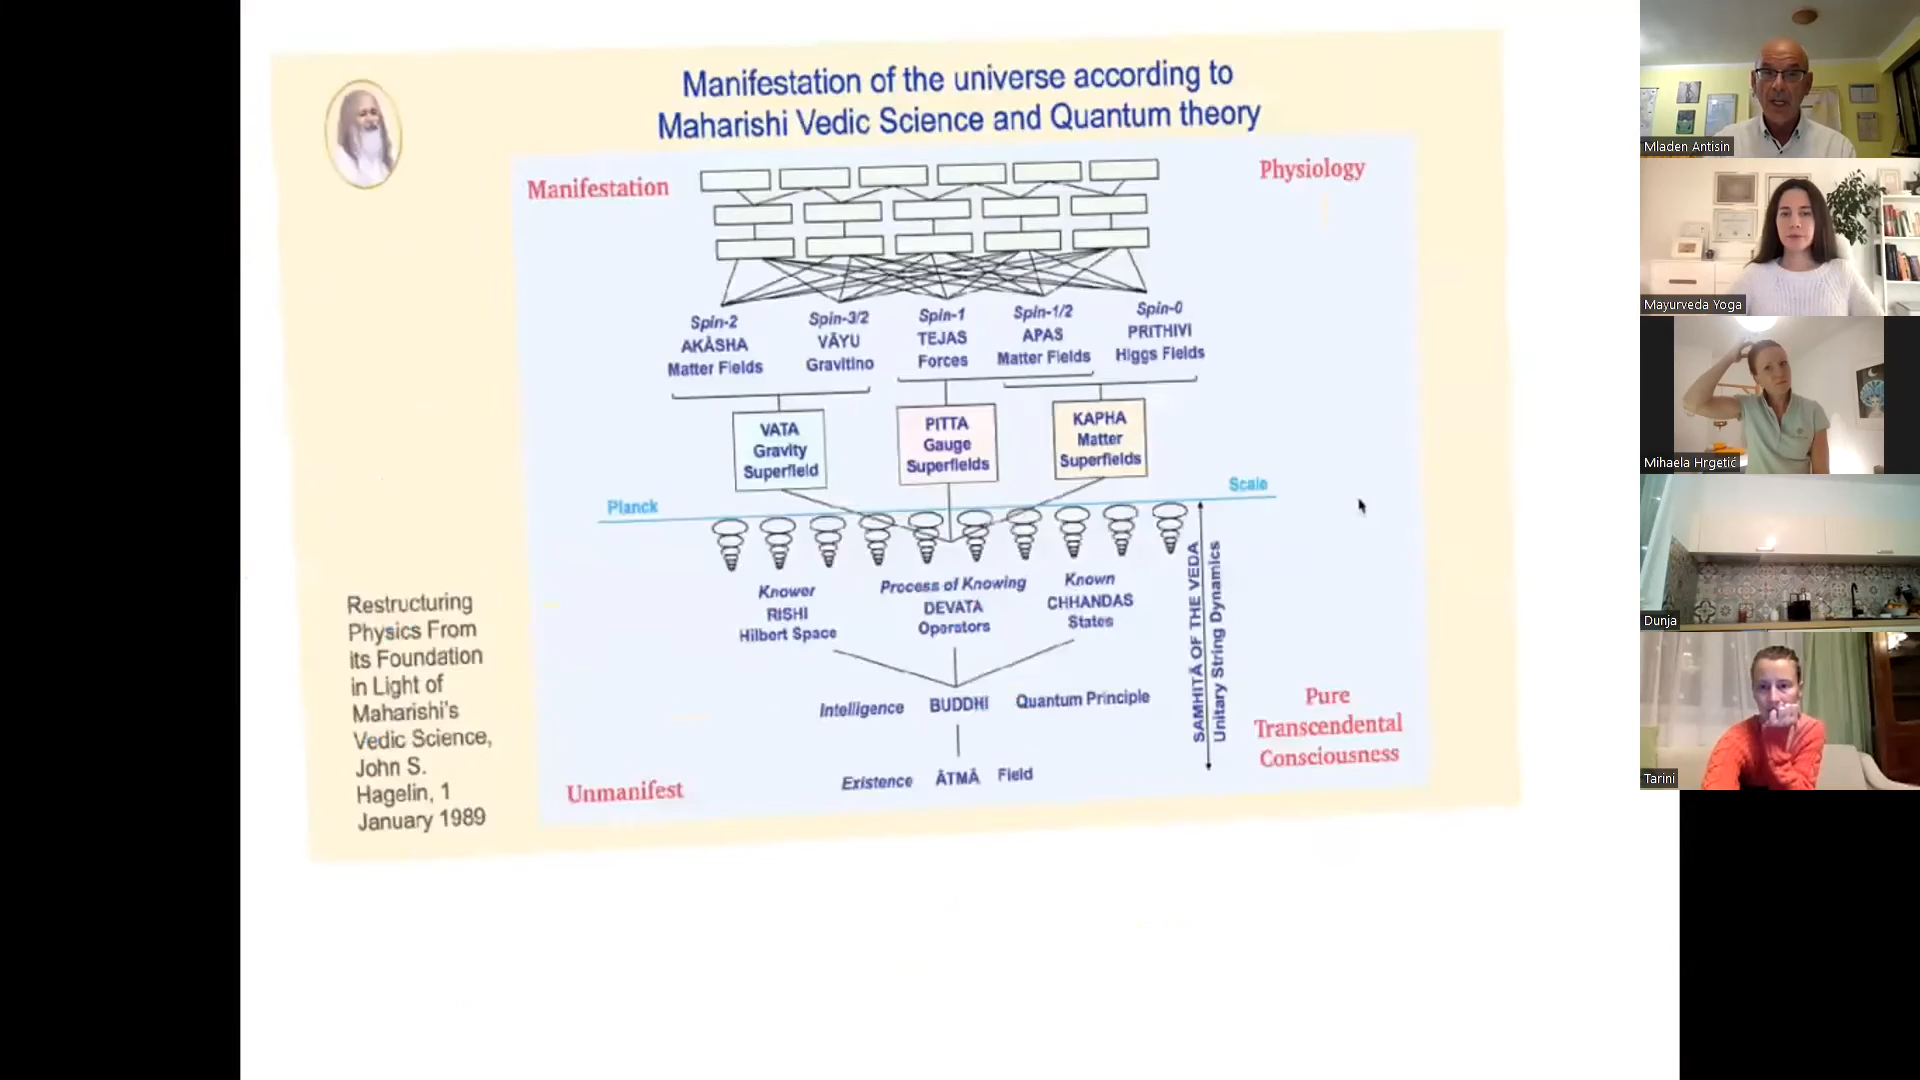 Manifestation of the universe according to
Maharishi Vedic Science and Quantum theory
Manifestation
Physiology
Spin-2
AKÂSHA
Matter Fields
Spin-3/2
VÂYU
Gravitino
Spin-1
TEJAS
Forces
Spin-1/2
APAS
Matter Fields
Spin-0
PRITHIVI
Higgs Fields
VATA
Gravity
Superfield
PITTA
Gauge
Superfields
KAPHA
Matter
Superfields
Planck
Scale
Knower
RISHI
Hilbert Space
Process of Knowing
DEVATA
Operators
Known
CHHANDAS
States
Intelligence BUDDHI Quantum Principle
Existence ÂTMÂ Field
SAMHITÂ OF THE VEDA
Unitary String Dynamics
Unmanifest
Pure
Transcendental
Consciousness
Restructuring
Physics From
its Foundation
in Light of
Maharishi's
Vedic Science,
John S.
Hagelin, 1
January 1989
Mladen Antisin
Mayurveda Yoga
Mihaela Hrgetić
Dunja
Tarini